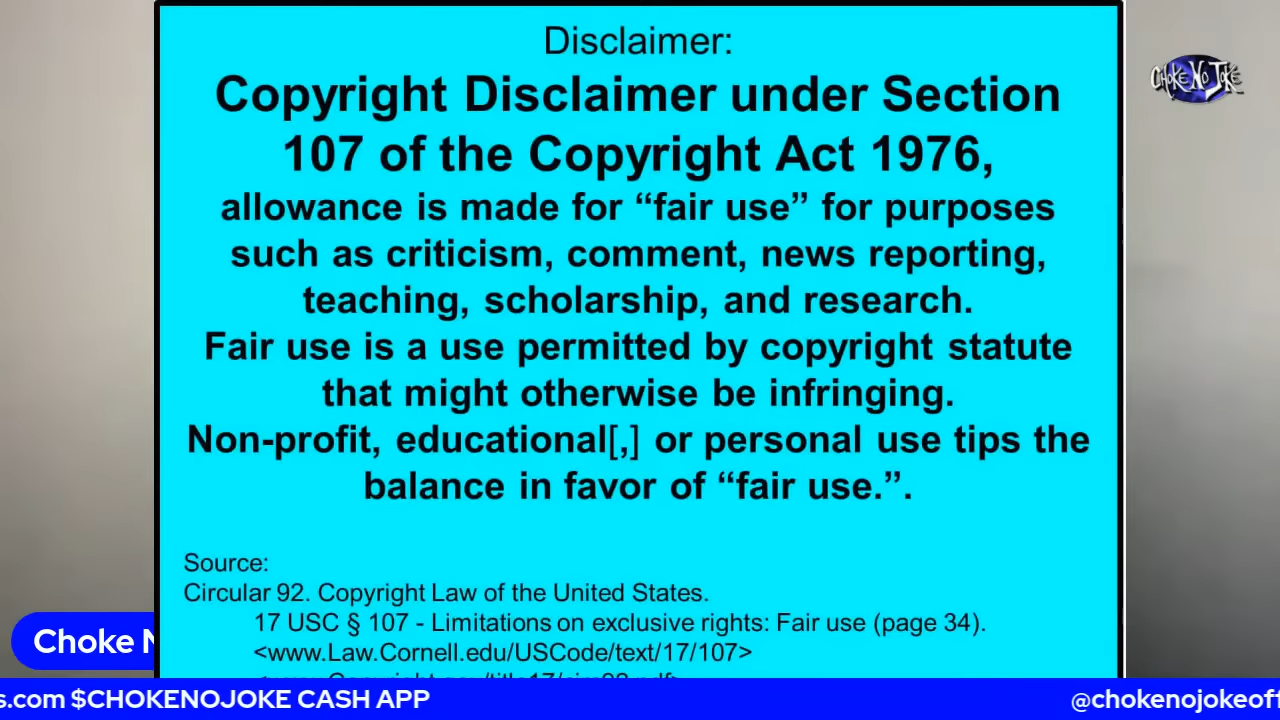 Disclaimer:
Copyright Disclaimer under Section
107 of the Copyright Act 1976,
allowance is made for “fair use” for purposes
such as criticism, comment, news reporting,
teaching, scholarship, and research.
Fair use is a use permitted by copyright statute
that might otherwise be infringing.
Non-profit, educational[,] or personal use tips the
balance in favor of “fair use.”.
CHOKE NO JOKE
Source:
Circular 92. Copyright Law of the United States.
17 USC § 107 - Limitations on exclusive rights: Fair use (page 34).
<www.Law.Cornell.edu/USCode/text/17/107>
Choke N
s.com $CHOKENOJOKE CASH APP
@chokenojokeoff